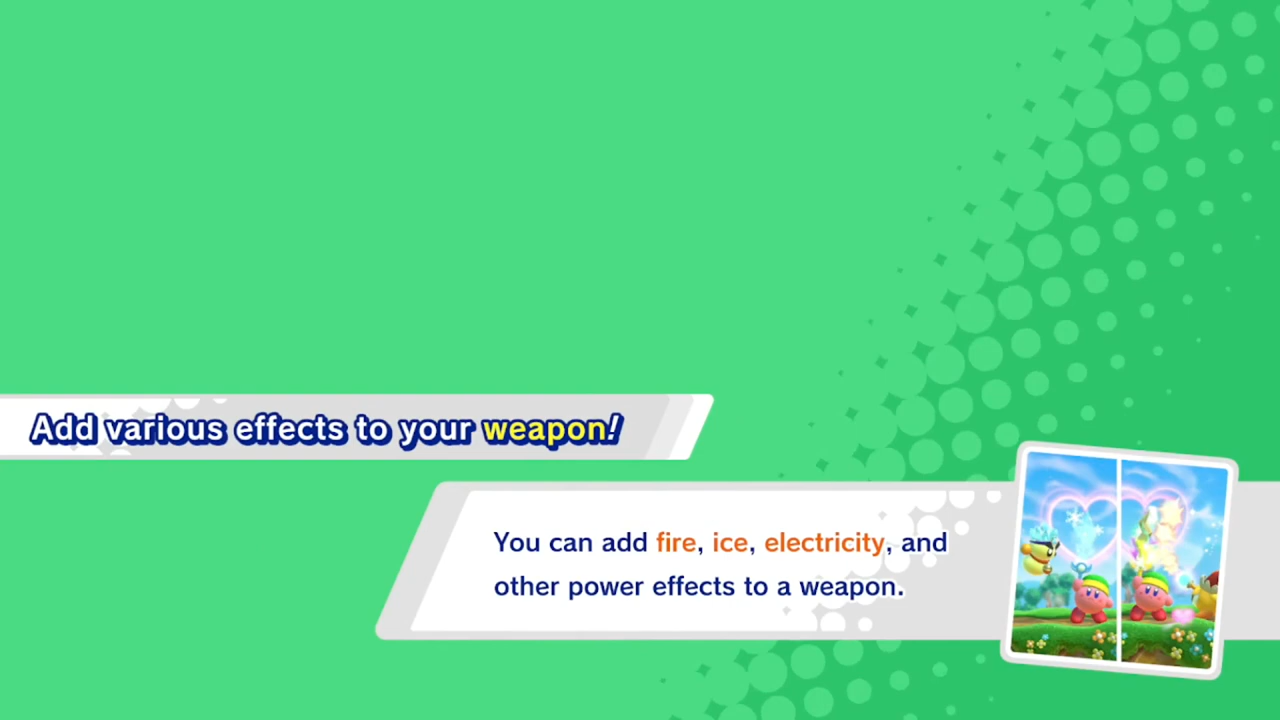 Add various effects to your weapon!
You can add fire, ice, electricity, and
other power effects to a weapon.